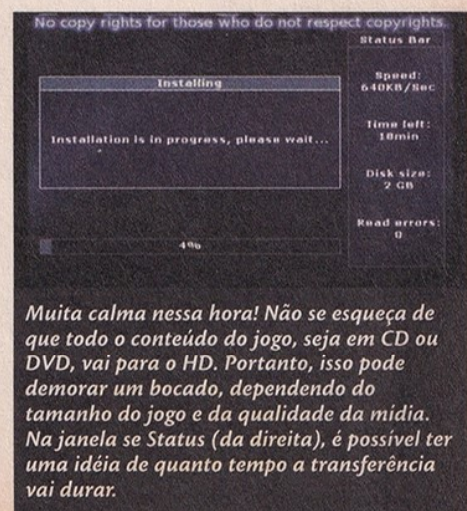 No copy rights for those who do not respect copyrights.
Status Bar
Installing
Speed:
640KB/Sec
Installation is in progress, please wait...
Time left:
18min
Disk size:
2 GB
Read errors:
0
4%
Muita calma nessa hora! Não se esqueça de
que todo o conteúdo do jogo, seja em CD ou
DVD, vai para o HD. Portanto, isso pode
demorar um bocado, dependendo do
tamanho do jogo e da qualidade da mídia.
Na janela se Status (da direita), é possível ter
uma idéia de quanto tempo a transferência
vai durar.